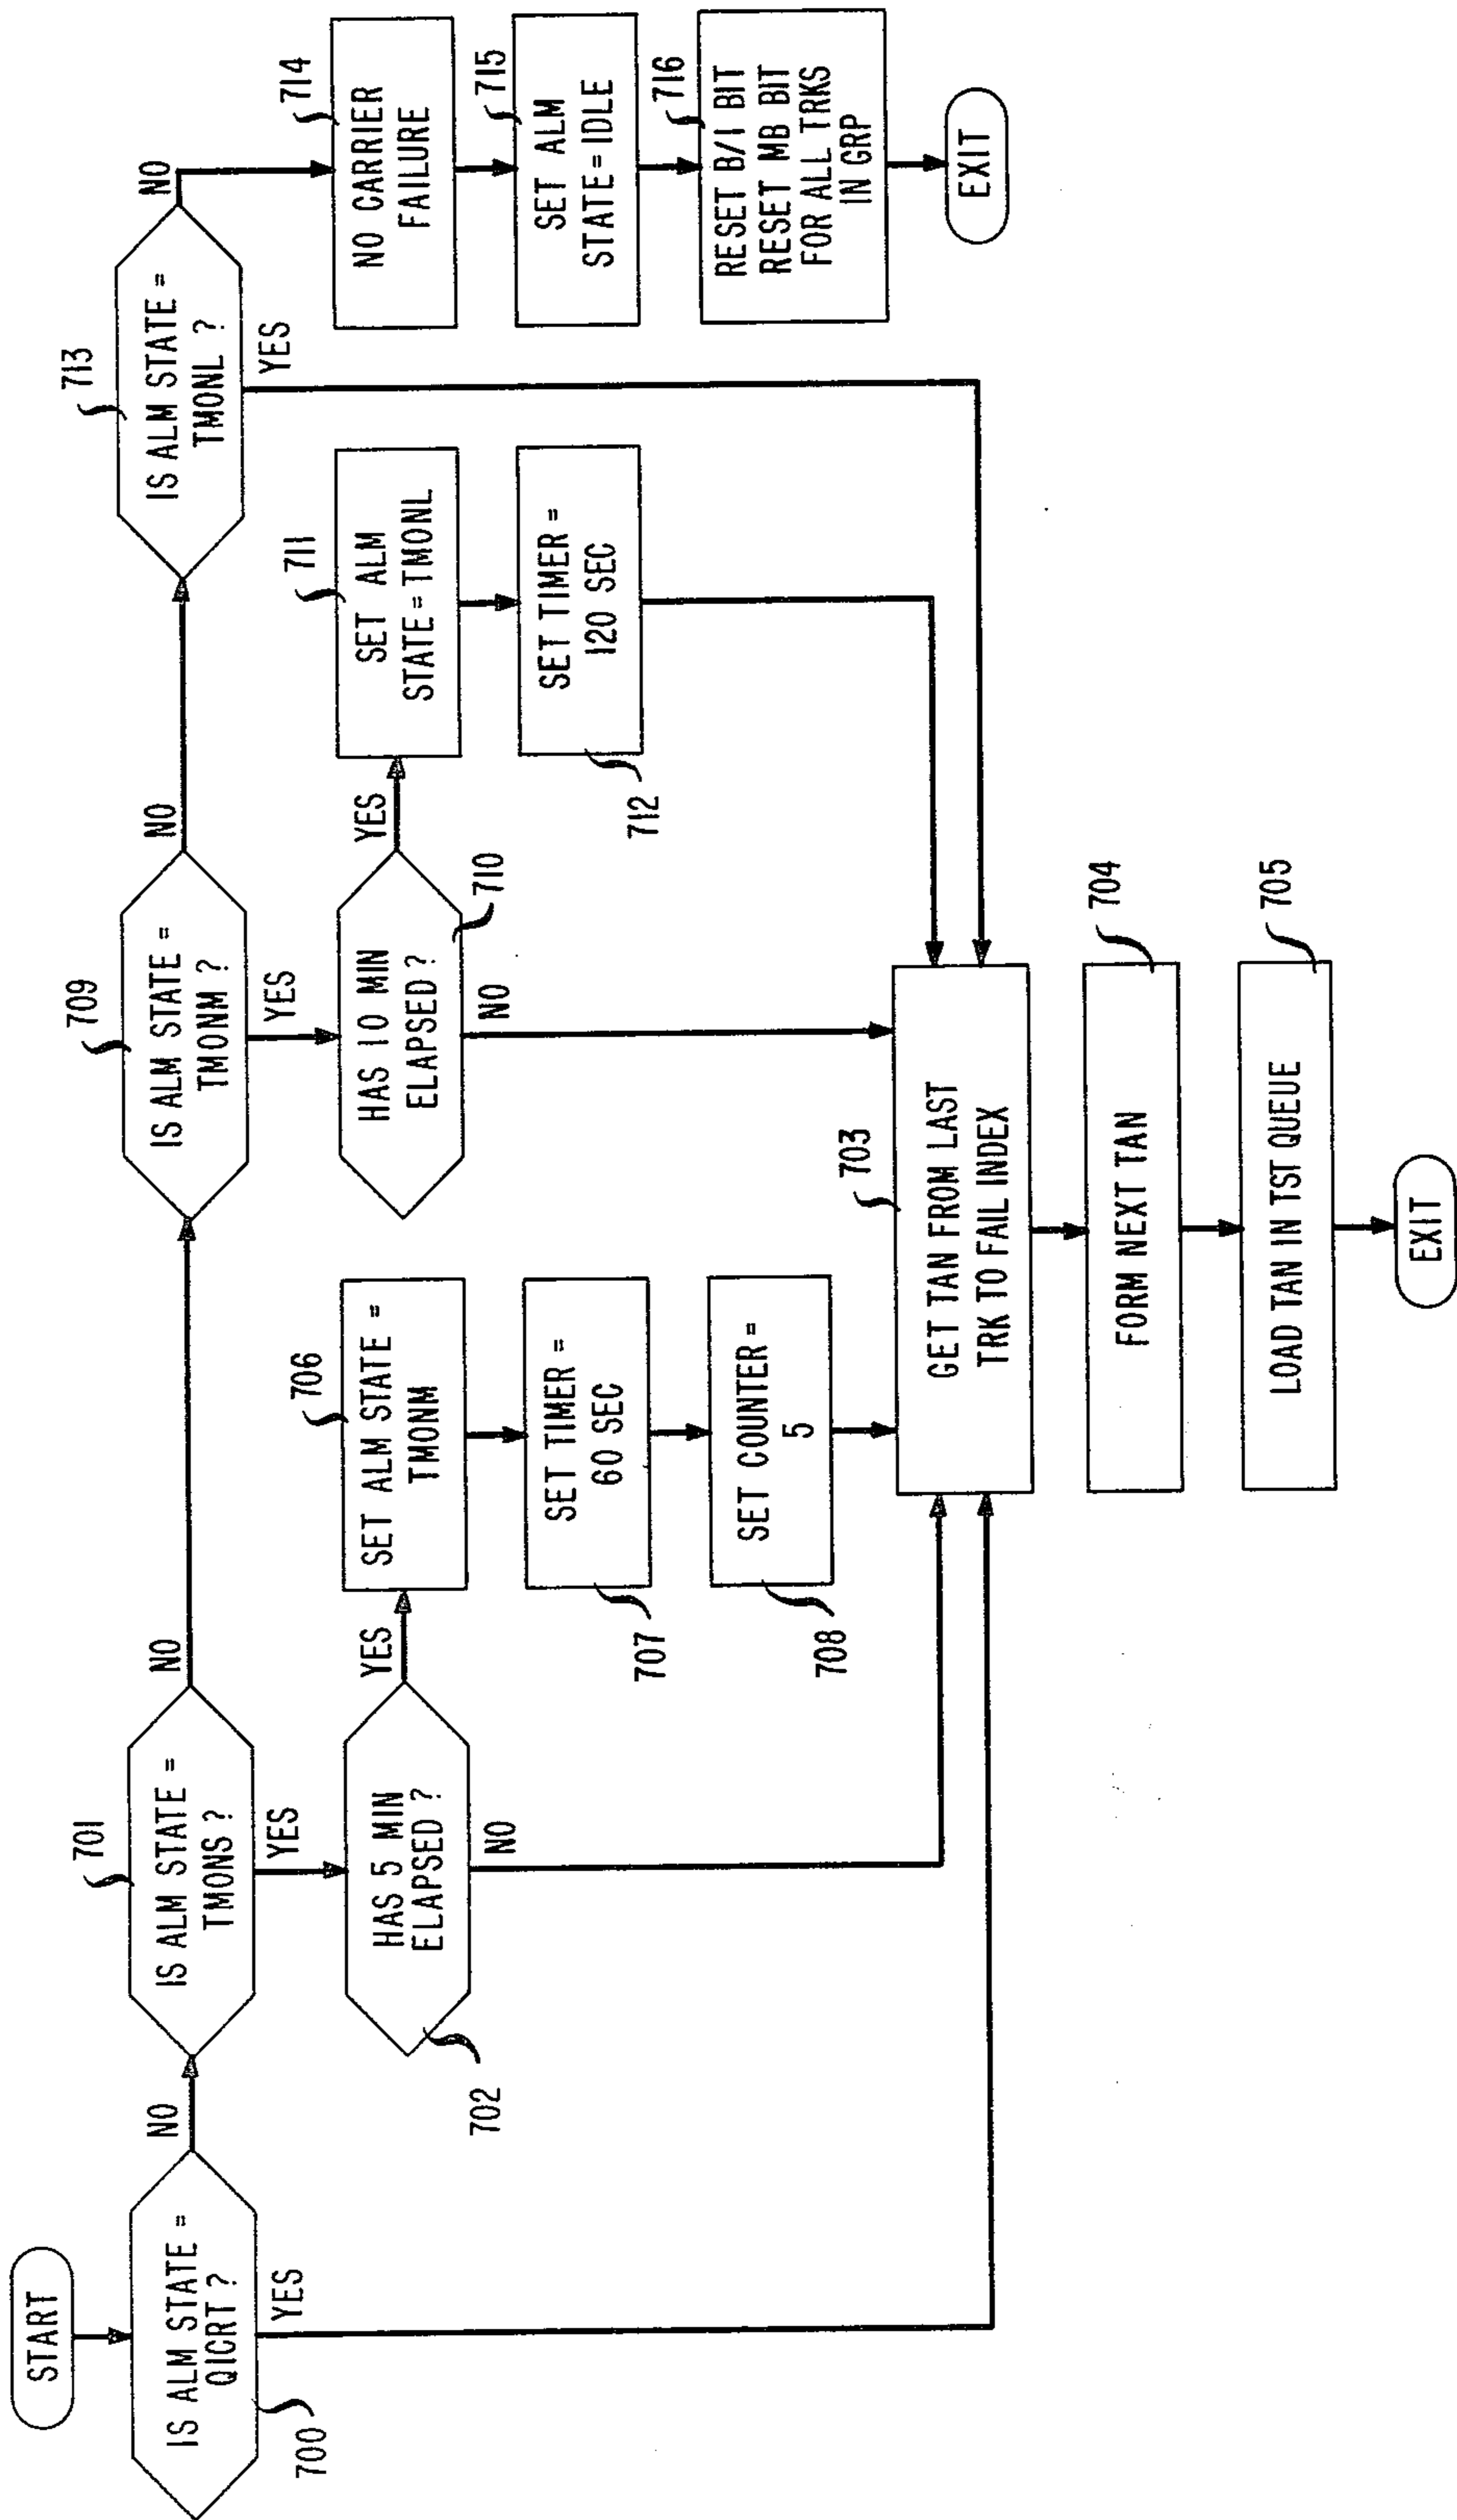 START
IS ALM STATE =
QICRT ?
700
YES
NO
701
IS ALM STATE =
TMONS ?
YES
NO
702
HAS 5 MIN
ELAPSED ?
NO
YES
706
SET ALM STATE =
TMONM
707
SET TIMER =
60 SEC
708
SET COUNTER =
5
709
IS ALM STATE =
TMONM ?
YES
NO
710
HAS 10 MIN
ELAPSED ?
NO
YES
711
SET ALM
STATE = TMONL
712
SET TIMER =
120 SEC
713
IS ALM STATE =
TMONL ?
YES
NO
714
NO CARRIER
FAILURE
715
SET ALM
STATE = IDLE
716
RESET B/I BIT
RESET MB BIT
FOR ALL TRKS
IN GRP
EXIT
703
GET TAN FROM LAST
TRK TO FAIL INDEX
704
FORM NEXT TAN
705
LOAD TAN IN TST QUEUE
EXIT